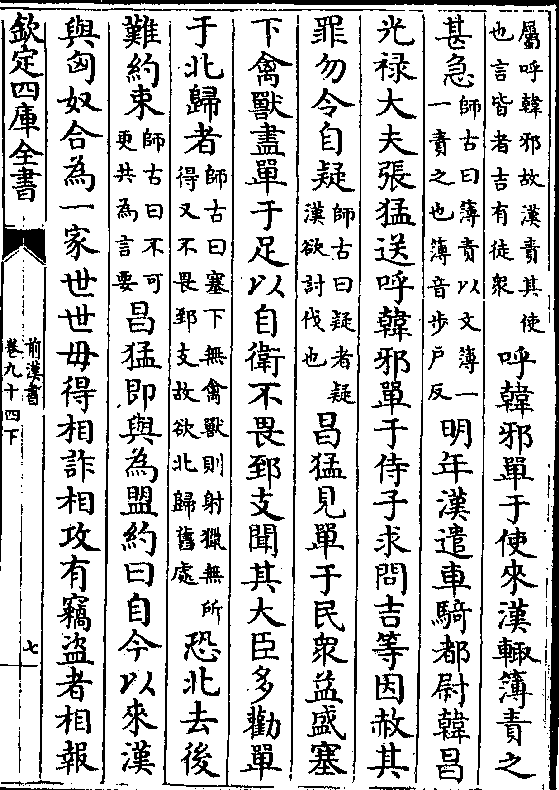 屬呼韓邪故漢責其使
也言皆者吉有徒衆
呼韓邪單于使來漢輙簿責之
甚急
師古曰簿責以文簿一
一責之也簿音步戸反
明年漢遣車騎都尉韓昌
光禄大夫張猛送呼韓邪單于侍子求問吉等因赦其
罪勿令自疑
師古曰疑者疑
漢欲討伐也
昌猛見單于民衆益盛塞
下禽獸盡單于足以自衛不畏郅支聞其大臣多勸單
于北歸者
師古曰塞下無禽獸則射獵無所
得又不畏郅支故欲北歸舊處
恐北去後
難約束
師古曰不可
更共為言要
昌猛即與為盟約曰自今以來漢
與匈奴合為一家世世毋得相詐相攻有竊盗者相報
欽定四庫全書
前漢書
卷九十四下
七